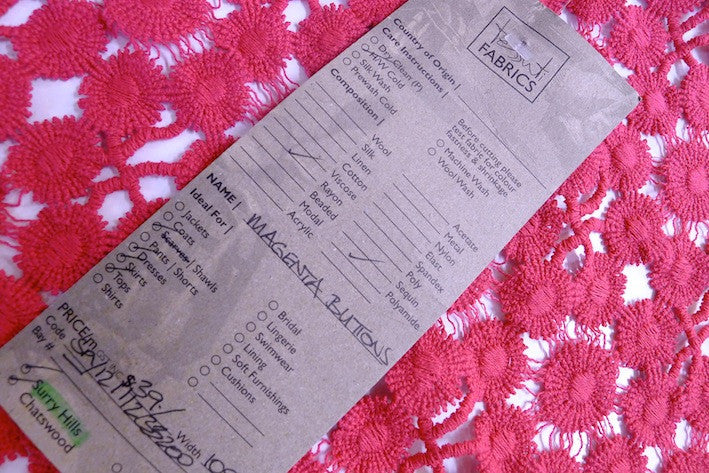 FABRICS
Country of Origin |
Care Instructions |
Dry Clean (P)
H/W Cold
Silk Wash
Prewash Cold
Before cutting please
test fabric for colour
fastness & shrinkage.
Machine Wash
Wool Wash
Composition |
Wool
Silk
Linen
Cotton
Rayon
Viscose
Beaded
Modal
Acrylic
Acetate
Metal
Nylon
Elast.
Spandex
Poly
Sequin
Polyamide
NAME | MAGENTA BUTTONS
Ideal For |
Jackets
Coats
Scarves / Shawls
Pants / Shorts
Dresses
Skirts
Tops
Shirts
Bridal
Lingerie
Swimwear
Lining
Soft Furnishings
Cushions
PRICE/
$39/-
Code
Width
Bay #
Surry Hills
Chatswood